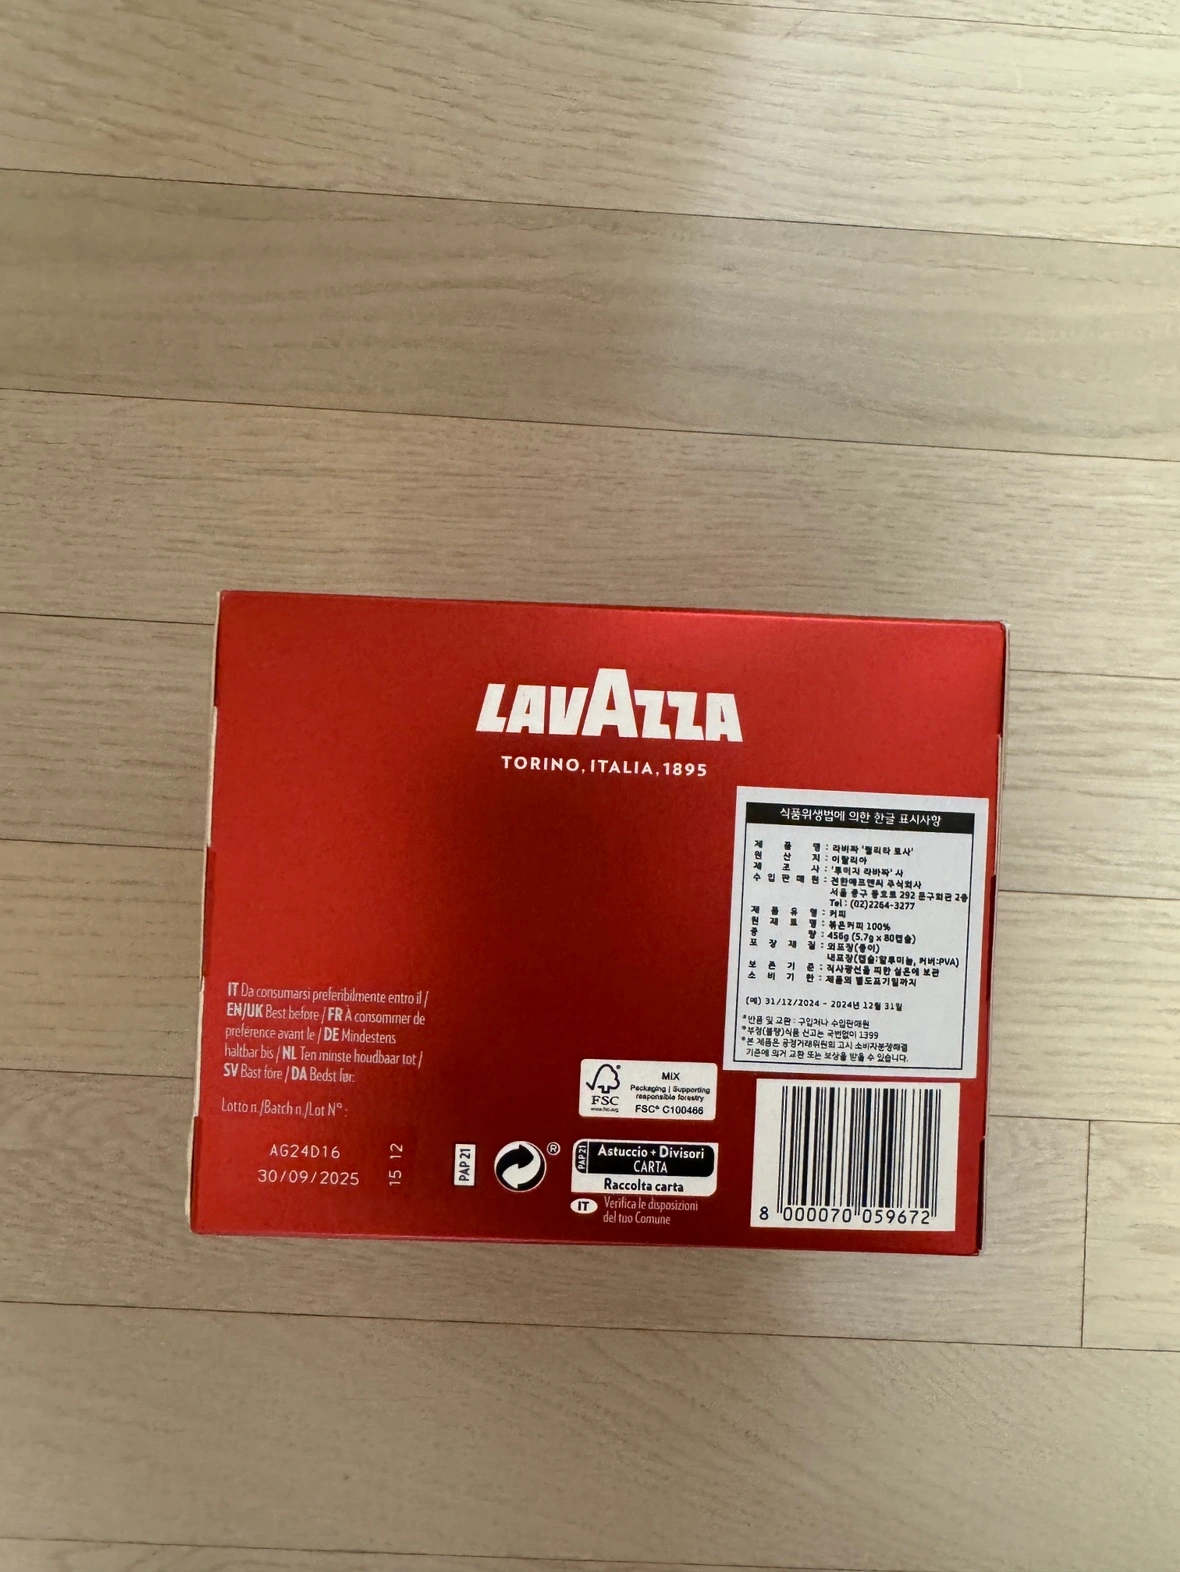 LAVAZZA
TORINO, ITALIA, 1895
식품위생법에 의한 한글 표시사항
제 품 명 : 라바짜 '퀄리타 로사'
원 산 지 : 이탈리아
제 조 사 : '루이지 라바짜' 사
수 입 판 매 원 : 전한에프앤씨 주식회사
서울 중구 동호로 292 문구회관 2층
Tel : (02)2264-3277
제 품 유 형 : 커피
원 재 료 명 : 볶은커피 100%
중 량 : 456g (5.7g x 80캡슐)
포 장 재 질 : 외포장(종이)
내포장(캡슐:알루미늄, 커버:PVA)
보 존 기 준 : 직사광선을 피한 실온에 보관
소 비 기 한 : 제품의 별도표기일까지
(예) 31/12/2024 - 2024년 12월 31일
*반품 및 교환 : 구입처나 수입판매원
*부정(불량)식품 신고는 국번없이 1399
*본 제품은 공정거래위원회 고시 소비자분쟁해결
기준에 의거 교환 또는 보상을 받을 수 있습니다.
IT Da consumarsi preferibilmente entro il /
EN/UK Best before / FR À consommer de
préférence avant le / DE Mindestens
haltbar bis / NL Ten minste houdbaar tot /
SV Bäst före / DA Bedst før:
Lotto n./Batch n./Lot N° :
AG24D16
30/09/2025
15 12
PAP 21
®
FSC
www.fsc.org
MIX
Packaging | Supporting
responsible forestry
FSC® C100466
PAP 21
Astuccio + Divisori
CARTA
Raccolta carta
IT Verifica le disposizioni
del tuo Comune
8 000070 059672